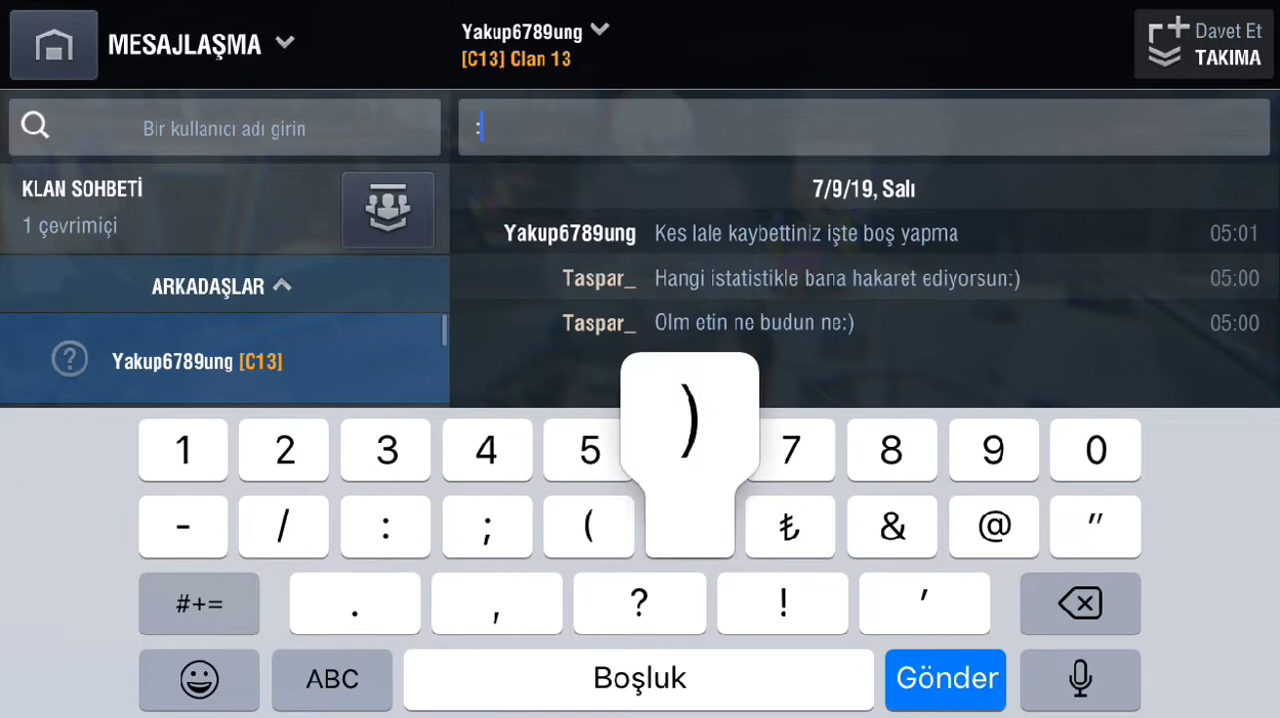 MESAJLAŞMA
Yakup6789ung
[C13] Clan 13
Davet Et
TAKIMA
Bir kullanıcı adı girin
:
KLAN SOHBETİ
1 çevrimiçi
ARKADAŞLAR
Yakup6789ung [C13]
7/9/19, Salı
Yakup6789ung Kes lale kaybettiniz işte boş yapma 05:01
Taspar_ Hangi istatistikle bana hakaret ediyorsun:) 05:00
Taspar_ Olm etin ne budun ne:) 05:00
)
1 2 3 4 5 7 8 9 0
- / : ; ( ₺ & @ "
#+= . , ? ! '
ABC Boşluk Gönder